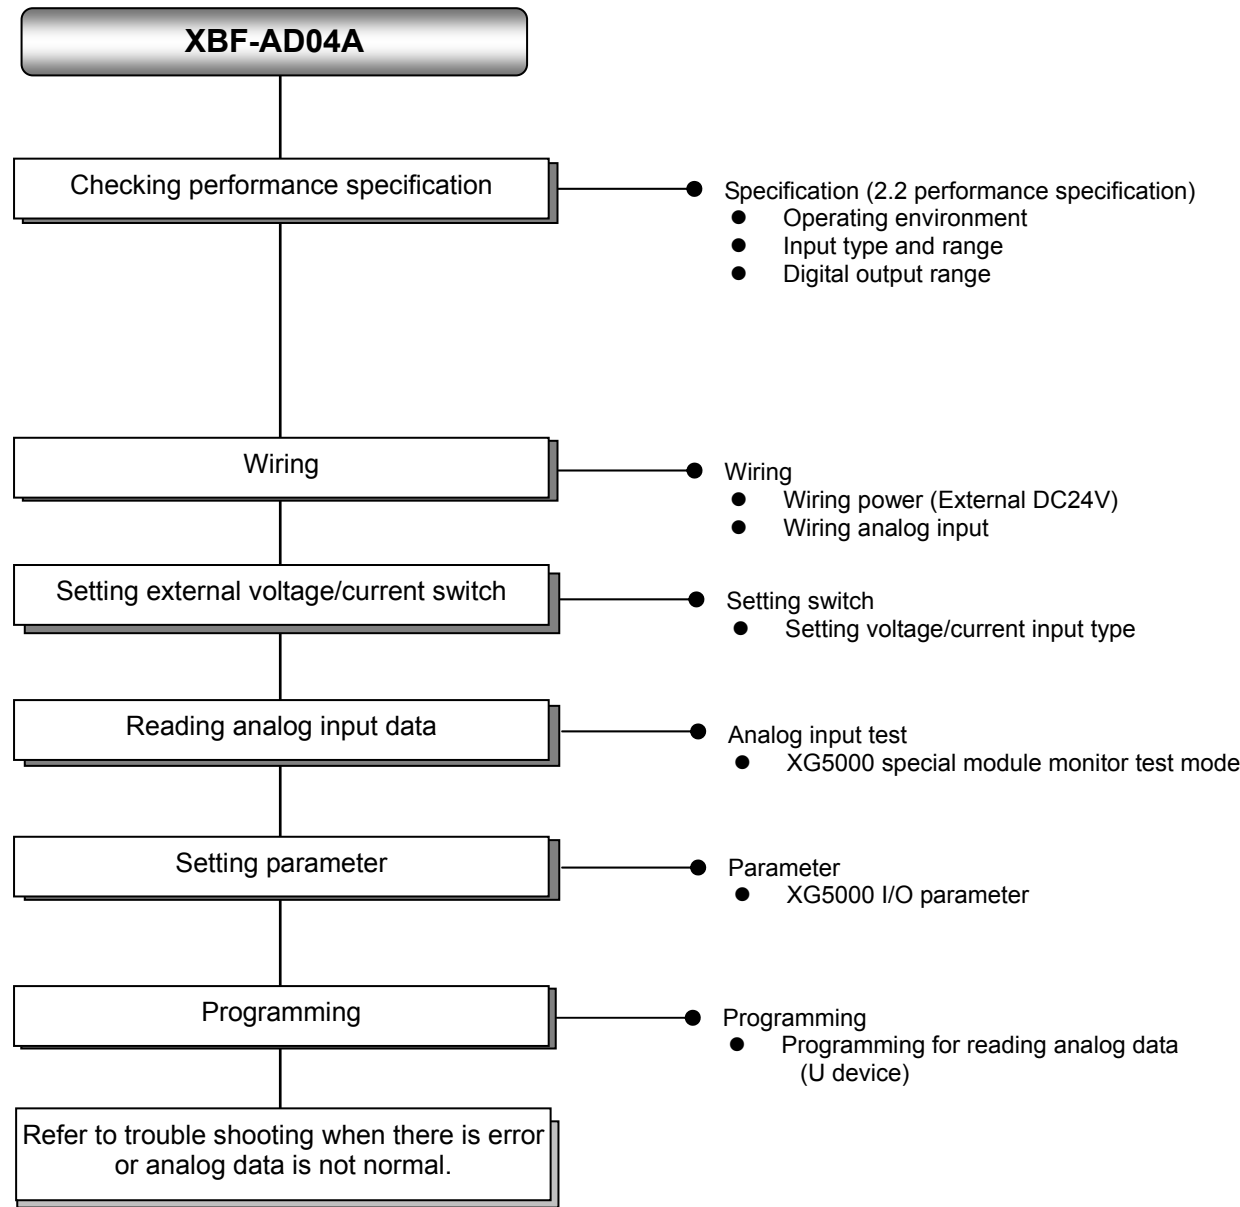 XBF-AD04A
Checking performance specification
Specification (2.2 performance specification)
● Operating environment
● Input type and range
● Digital output range
Wiring
Wiring
● Wiring power (External DC24V)
● Wiring analog input
Setting external voltage/current switch
Setting switch
● Setting voltage/current input type
Reading analog input data
Analog input test
● XG5000 special module monitor test mode
Setting parameter
Parameter
● XG5000 I/O parameter
Programming
Programming
● Programming for reading analog data
(U device)
Refer to trouble shooting when there is error
or analog data is not normal.